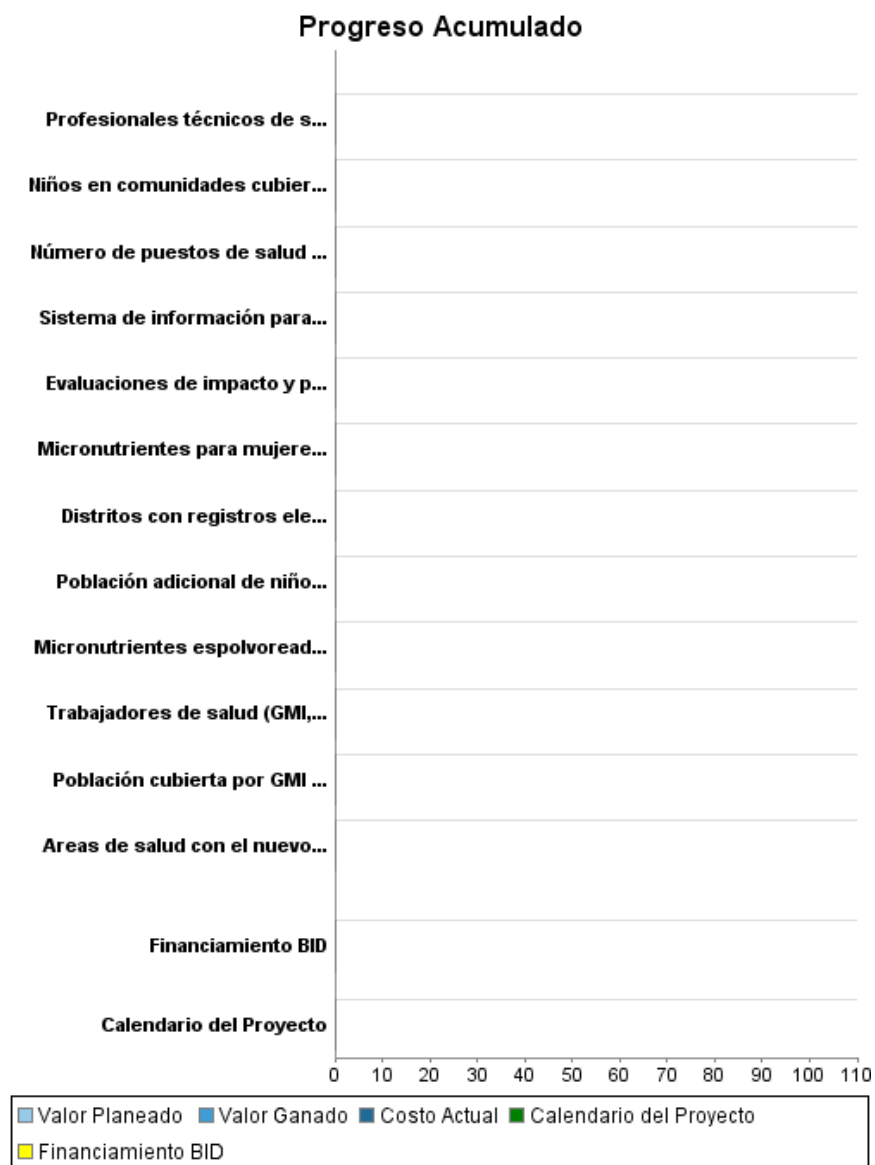 Progreso Acumulado
Profesionales técnicos de s...
Niños en comunidades cubier...
Número de puestos de salud ...
Sistema de información para...
Evaluaciones de impacto y p...
Micronutrientes para mujere...
Distritos con registros ele...
Población adicional de niño...
Micronutrientes espolvoread...
Trabajadores de salud (GMI,...
Población cubierta por GMI ...
Areas de salud con el nuevo...
Financiamiento BID
Calendario del Proyecto
0 10 20 30 40 50 60 70 80 90 100 110
Valor Planeado Valor Ganado Costo Actual Calendario del Proyecto
Financiamiento BID